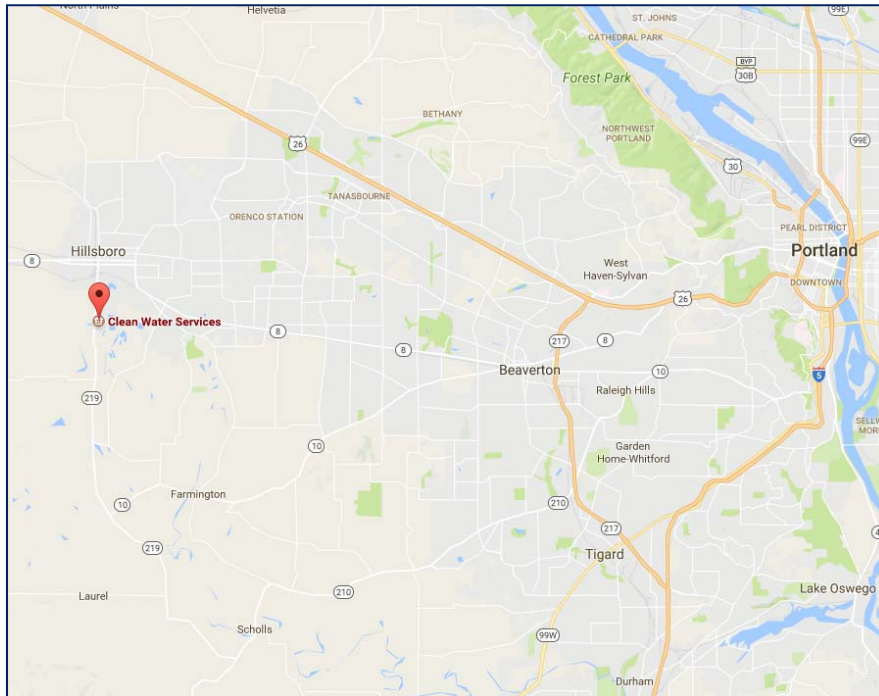 Helvetia
ST. JOHNS
99E
CATHEDRAL PARK
BYP
30B
Forest Park
BETHANY
NORTHWEST
PORTLAND
99E
26
30
TANASBOURNE
ORENCO STATION
PEARL DISTRICT
Hillsboro
Portland
8
West
Haven-Sylvan
DOWNTOWN
26
Clean Water Services
8
217
8
8
Beaverton
10
5
Raleigh Hills
219
10
Garden
Home-Whitford
Farmington
10
210
217
219
Tigard
Laurel
210
Lake Oswego
Scholls
99W
Durham